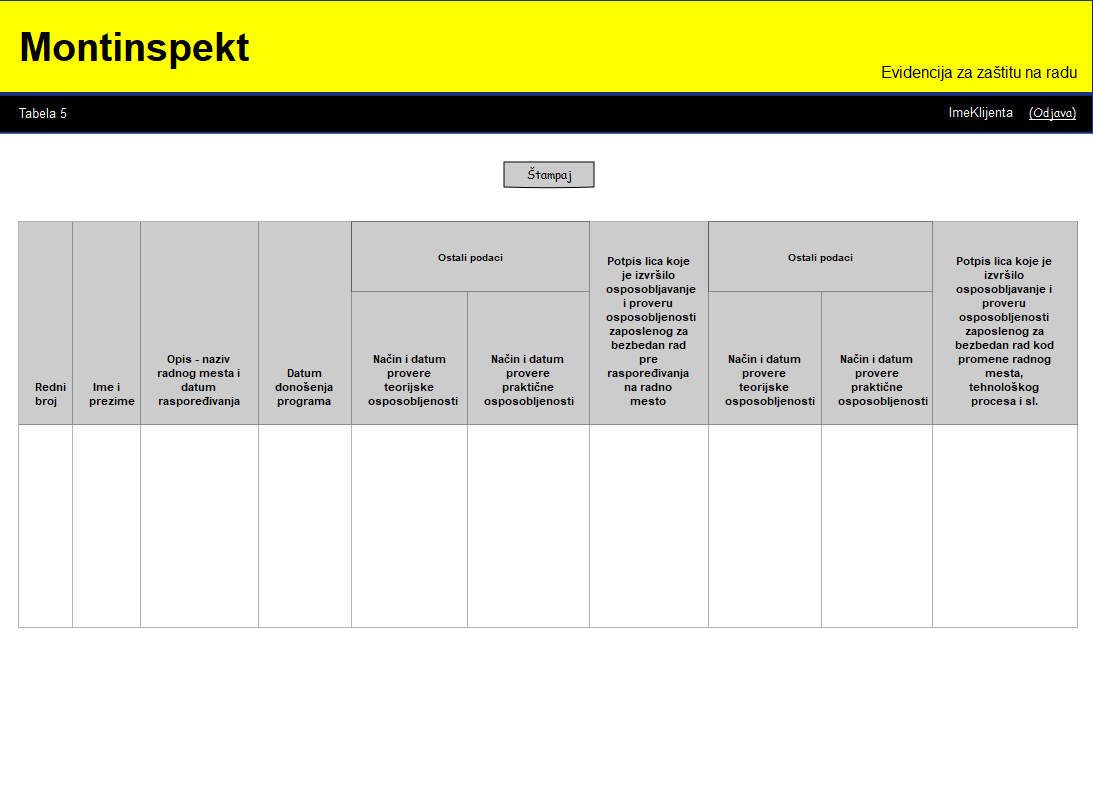 Montinspekt
Evidencija za zaštitu na radu
Tabela 5
ImeKlijenta (Odjava)
Štampaj
Redni
broj
Ime i
prezime
Opis - naziv
radnog mesta i
datum
raspoređivanja
Datum
donošenja
programa
Ostali podaci
Način i datum
provere
teorijske
osposobljenosti
Način i datum
provere
praktične
osposobljenosti
Potpis lica koje
je izvršilo
osposobljavanje
i proveru
osposobljenosti
zaposlenog za
bezbedan rad
pre
raspoređivanja
na radno
mesto
Ostali podaci
Način i datum
provere
teorijske
osposobljenosti
Način i datum
provere
praktične
osposobljenosti
Potpis lica koje je
izvršilo
osposobljavanje i
proveru
osposobljenosti
zaposlenog za
bezbedan rad kod
promene radnog
mesta,
tehnološkog
procesa i sl.